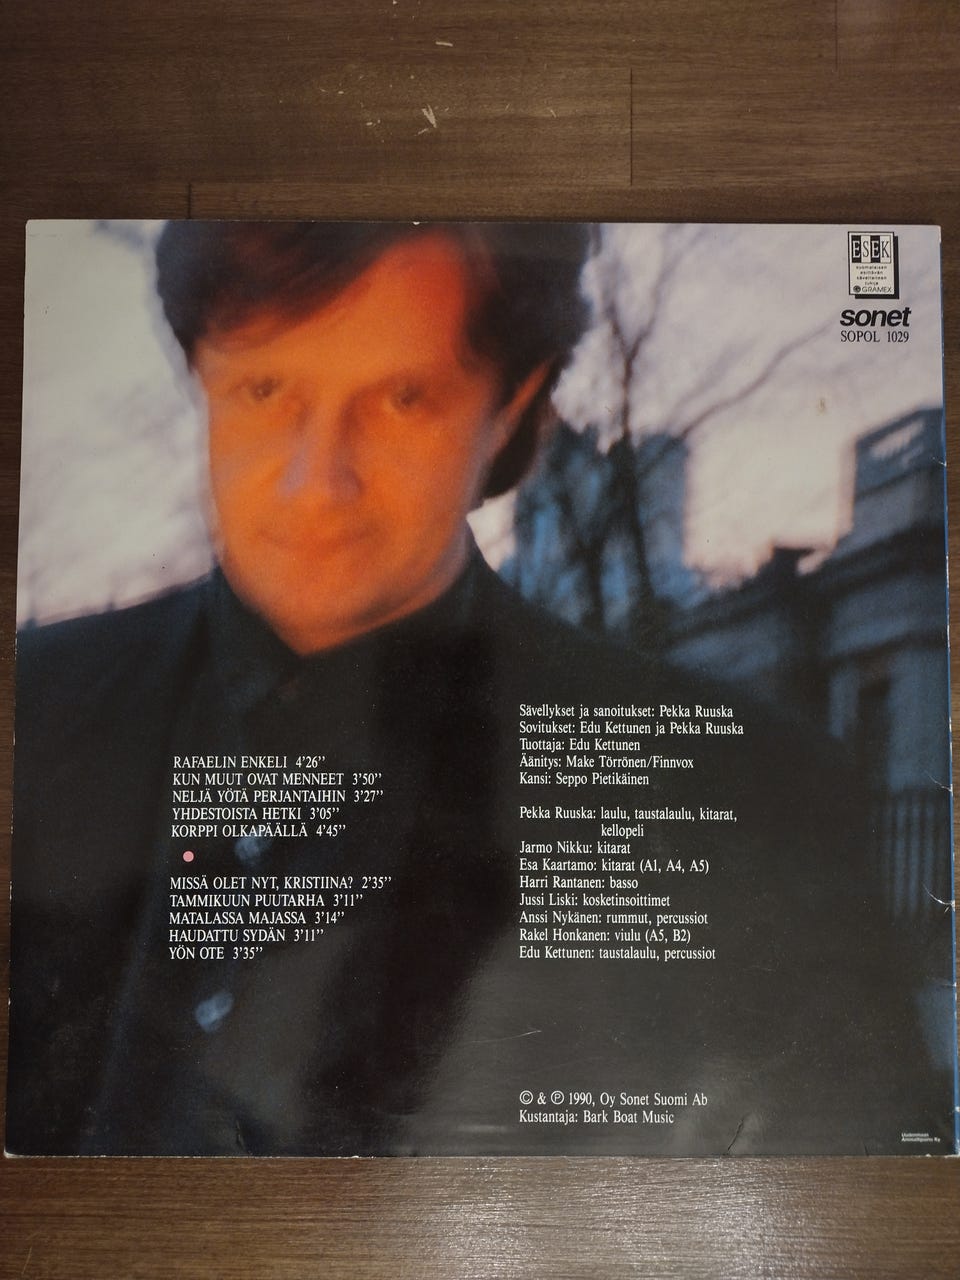 ESEK
suomalaisen
esittävän
säveltaiteen
tukija
GRAMEX
sonet
SOPOL 1029
RAFAELIN ENKELI 4'26''
KUN MUUT OVAT MENNEET 3'50''
NELJÄ YÖTÄ PERJANTAIHIN 3'27''
YHDESTOISTA HETKI 3'05''
KORPPI OLKAPÄÄLLÄ 4'45''
MISSÄ OLET NYT, KRISTIINA? 2'35''
TAMMIKUUN PUUTARHA 3'11''
MATALASSA MAJASSA 3'14''
HAUDATTU SYDÄN 3'11''
YÖN OTE 3'35''
Sävellykset ja sanoitukset: Pekka Ruuska
Sovitukset: Edu Kettunen ja Pekka Ruuska
Tuottaja: Edu Kettunen
Äänitys: Make Törrönen/Finnvox
Kansi: Seppo Pietikäinen
Pekka Ruuska: laulu, taustalaulu, kitarat,
kellopeli
Jarmo Nikku: kitarat
Esa Kaartamo: kitarat (A1, A4, A5)
Harri Rantanen: basso
Jussi Liski: kosketinsoittimet
Anssi Nykänen: rummut, percussiot
Rakel Honkanen: viulu (A5, B2)
Edu Kettunen: taustalaulu, percussiot
© & ℗ 1990, Oy Sonet Suomi Ab
Kustantaja: Bark Boat Music